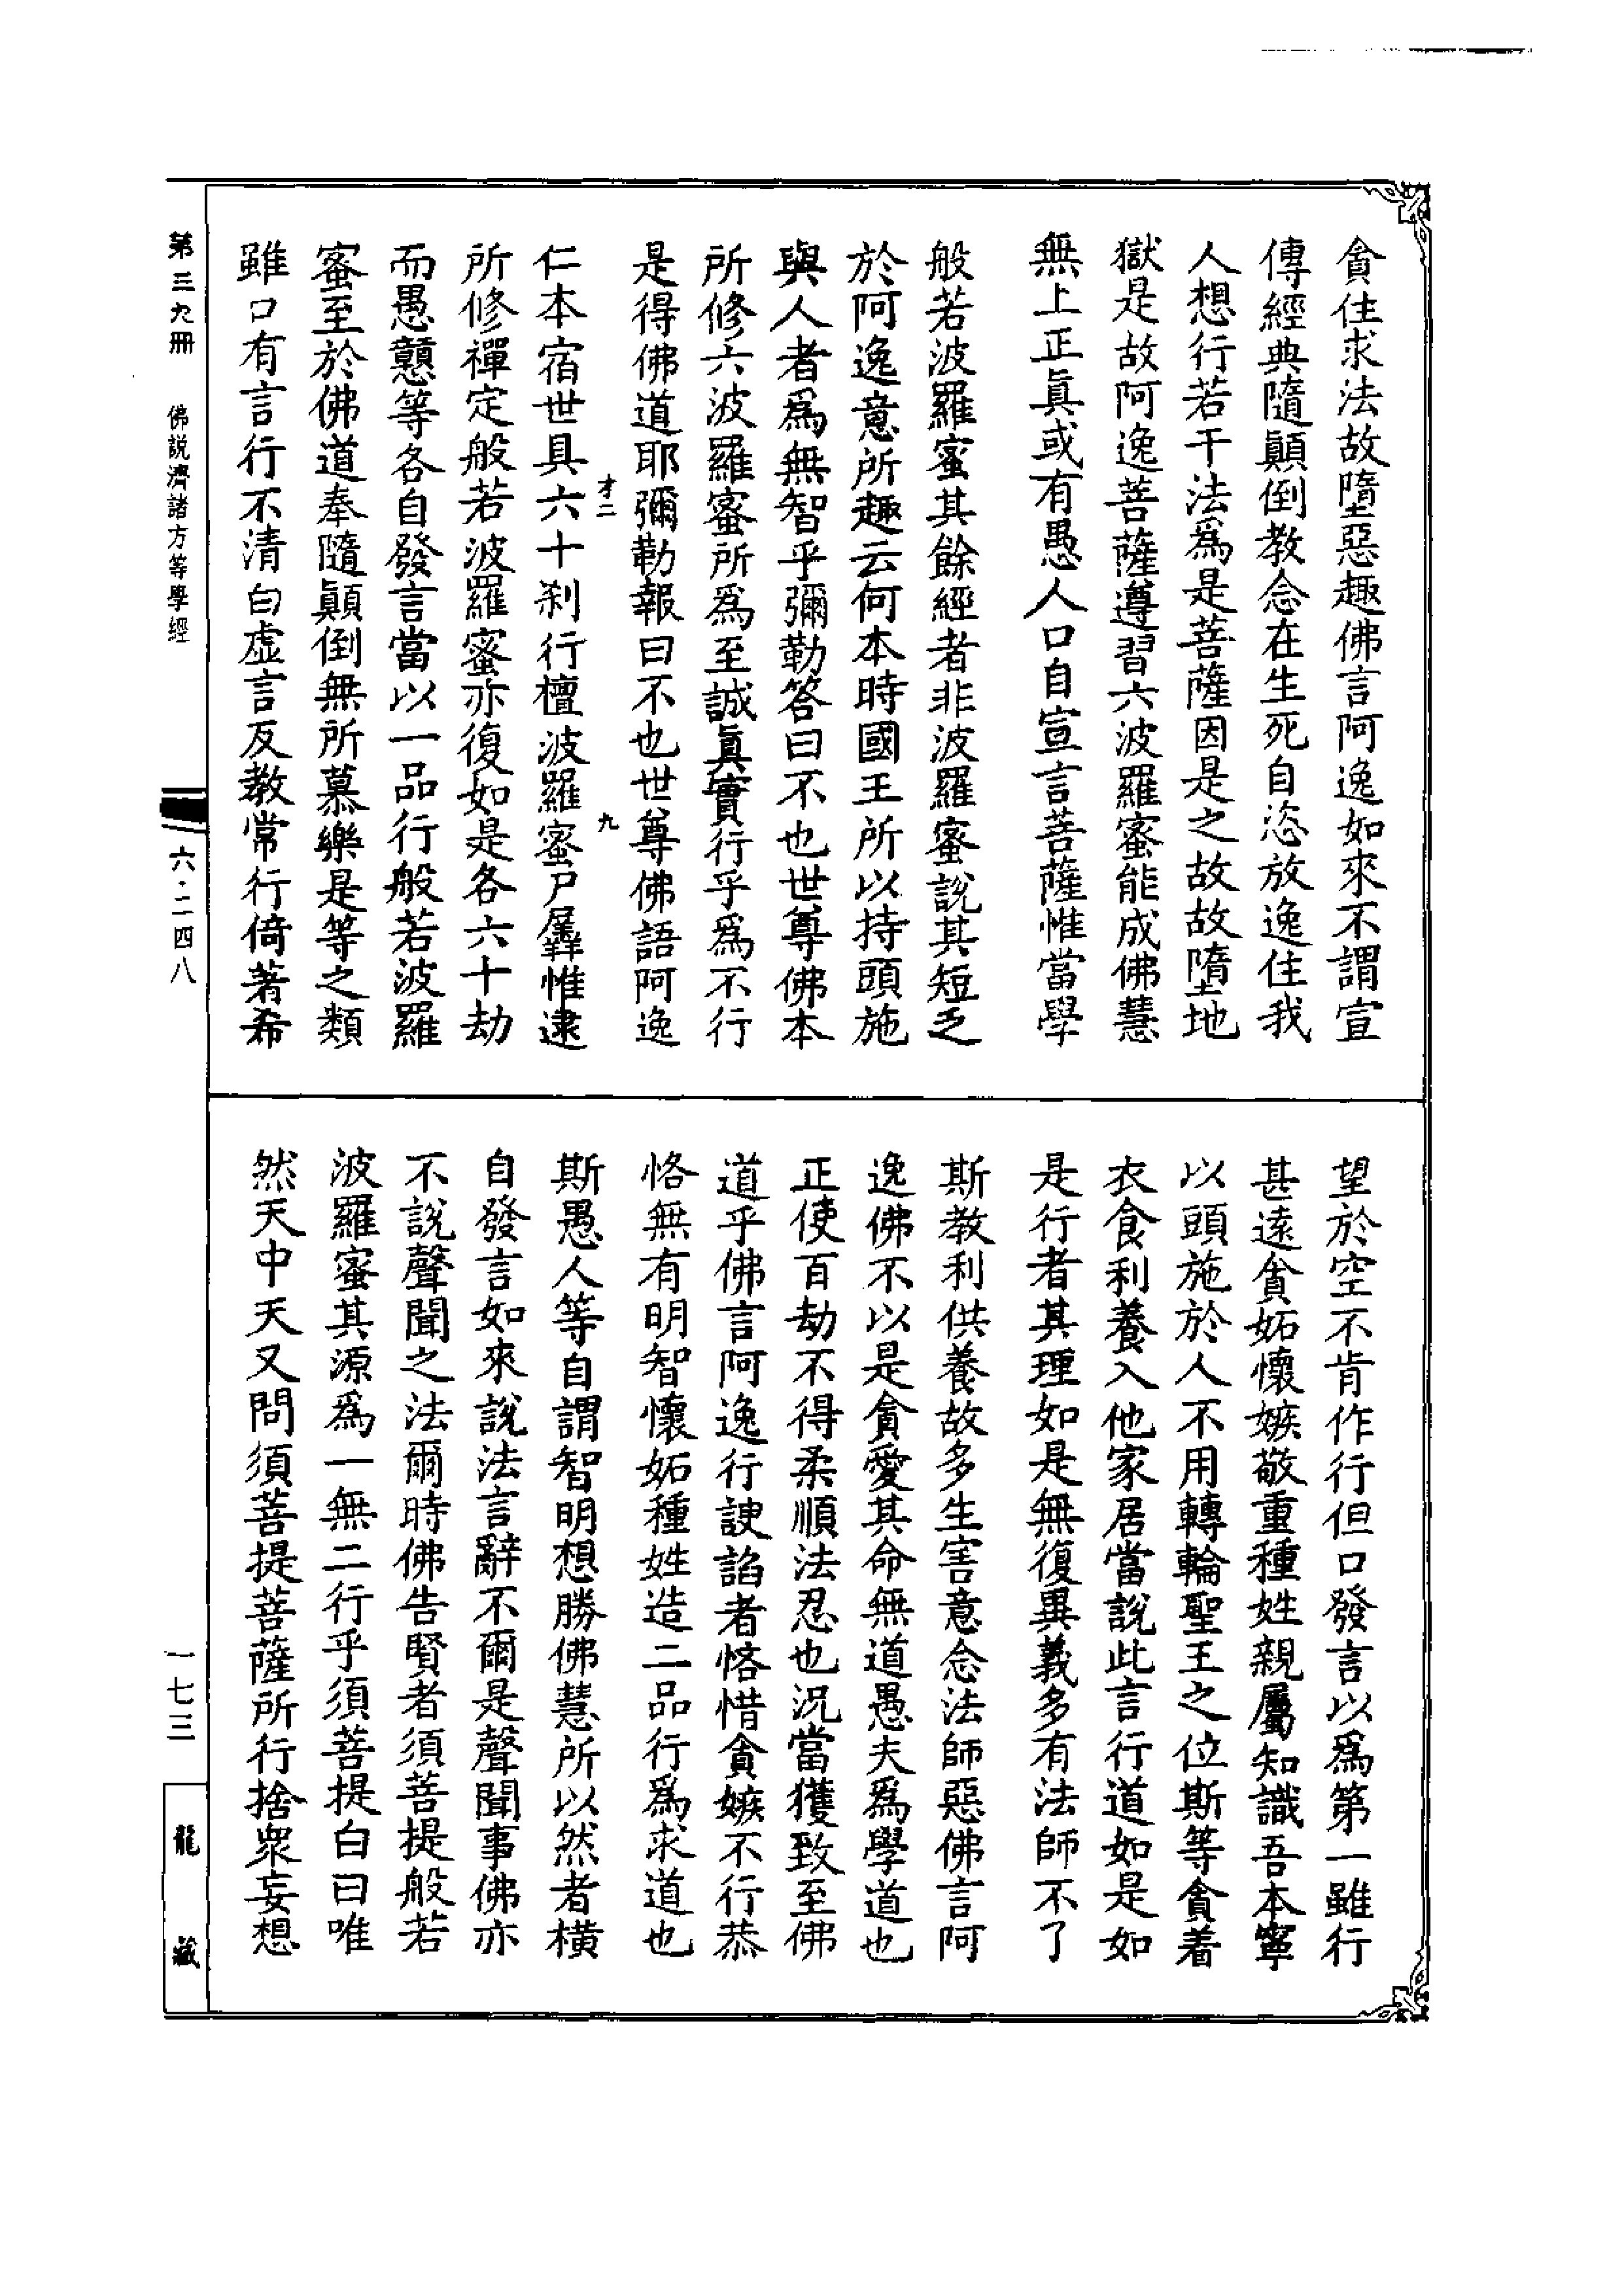 貪住求法故墮惡趣佛言阿逸如來不謂宣
傳經典隨顛倒教念在生死自恣放逸住我
人想行若干法爲是菩薩因是之故故墮地
獄是故阿逸菩薩遵習六波羅蜜能成佛慧
無上正眞或有愚人口自宣言菩薩惟當學
般若波羅蜜其餘經者非波羅蜜說其短乏
於阿逸意所趣云何本時國王所以持頭施
與人者爲無智乎彌勒答曰不也世尊佛本
所修六波羅蜜所爲至誠眞實行乎爲不行
是得佛道耶彌勒報曰不也世尊佛語阿逸
才二 九
仁本宿世具六十刹行檀波羅蜜尸羼惟逮
所修禪定般若波羅蜜亦復如是各六十劫
而愚戇等各自發言當以一品行般若波羅
蜜至於佛道奉隨顛倒無所慕樂是等之類
雖口有言行不清白虛言反教常行倚著希
望於空不肯作行但口發言以爲第一雖行
甚遠貪妬懷嫉敬重種姓親屬知識吾本寧
以頭施於人不用轉輪聖王之位斯等貪着
衣食利養入他家居當說此言行道如是如
是行者其理如是無復異義多有法師不了
斯教利供養故多生害意念法師惡佛言阿
逸佛不以是貪愛其命無道愚夫爲學道也
正使百劫不得柔順法忍也況當獲致至佛
道乎佛言阿逸行諛諂者悋惜貪嫉不行恭
悋無有明智懷妬種姓造二品行爲求道也
斯愚人等自謂智明想勝佛慧所以然者橫
自發言如來說法言辭不爾是聲聞事佛亦
不說聲聞之法爾時佛告賢者須菩提般若
波羅蜜其源爲一無二行乎須菩提白曰唯
然天中天又問須菩提菩薩所行捨衆妄想
第三九冊 佛説濟諸方等學經 六·二四八
一七三
龍藏